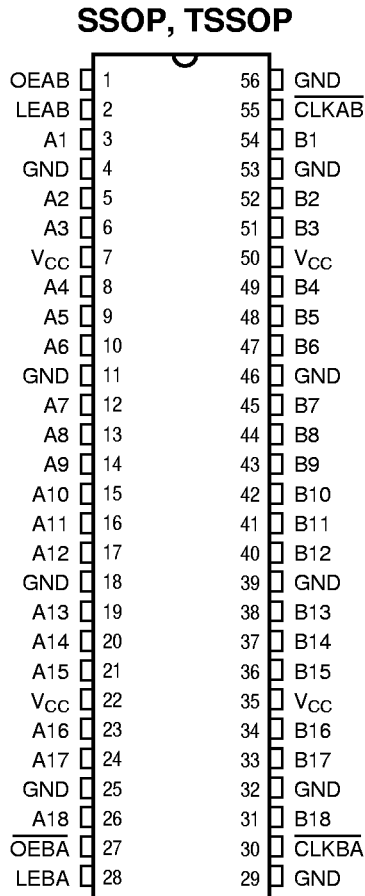 SSOP, TSSOP
OEAB 1 56 GND
LEAB 2 55 CLKAB
A1 3 54 B1
GND 4 53 GND
A2 5 52 B2
A3 6 51 B3
VCC 7 50 VCC
A4 8 49 B4
A5 9 48 B5
A6 10 47 B6
GND 11 46 GND
A7 12 45 B7
A8 13 44 B8
A9 14 43 B9
A10 15 42 B10
A11 16 41 B11
A12 17 40 B12
GND 18 39 GND
A13 19 38 B13
A14 20 37 B14
A15 21 36 B15
VCC 22 35 VCC
A16 23 34 B16
A17 24 33 B17
GND 25 32 GND
A18 26 31 B18
OEBA 27 30 CLKBA
LEBA 28 29 GND